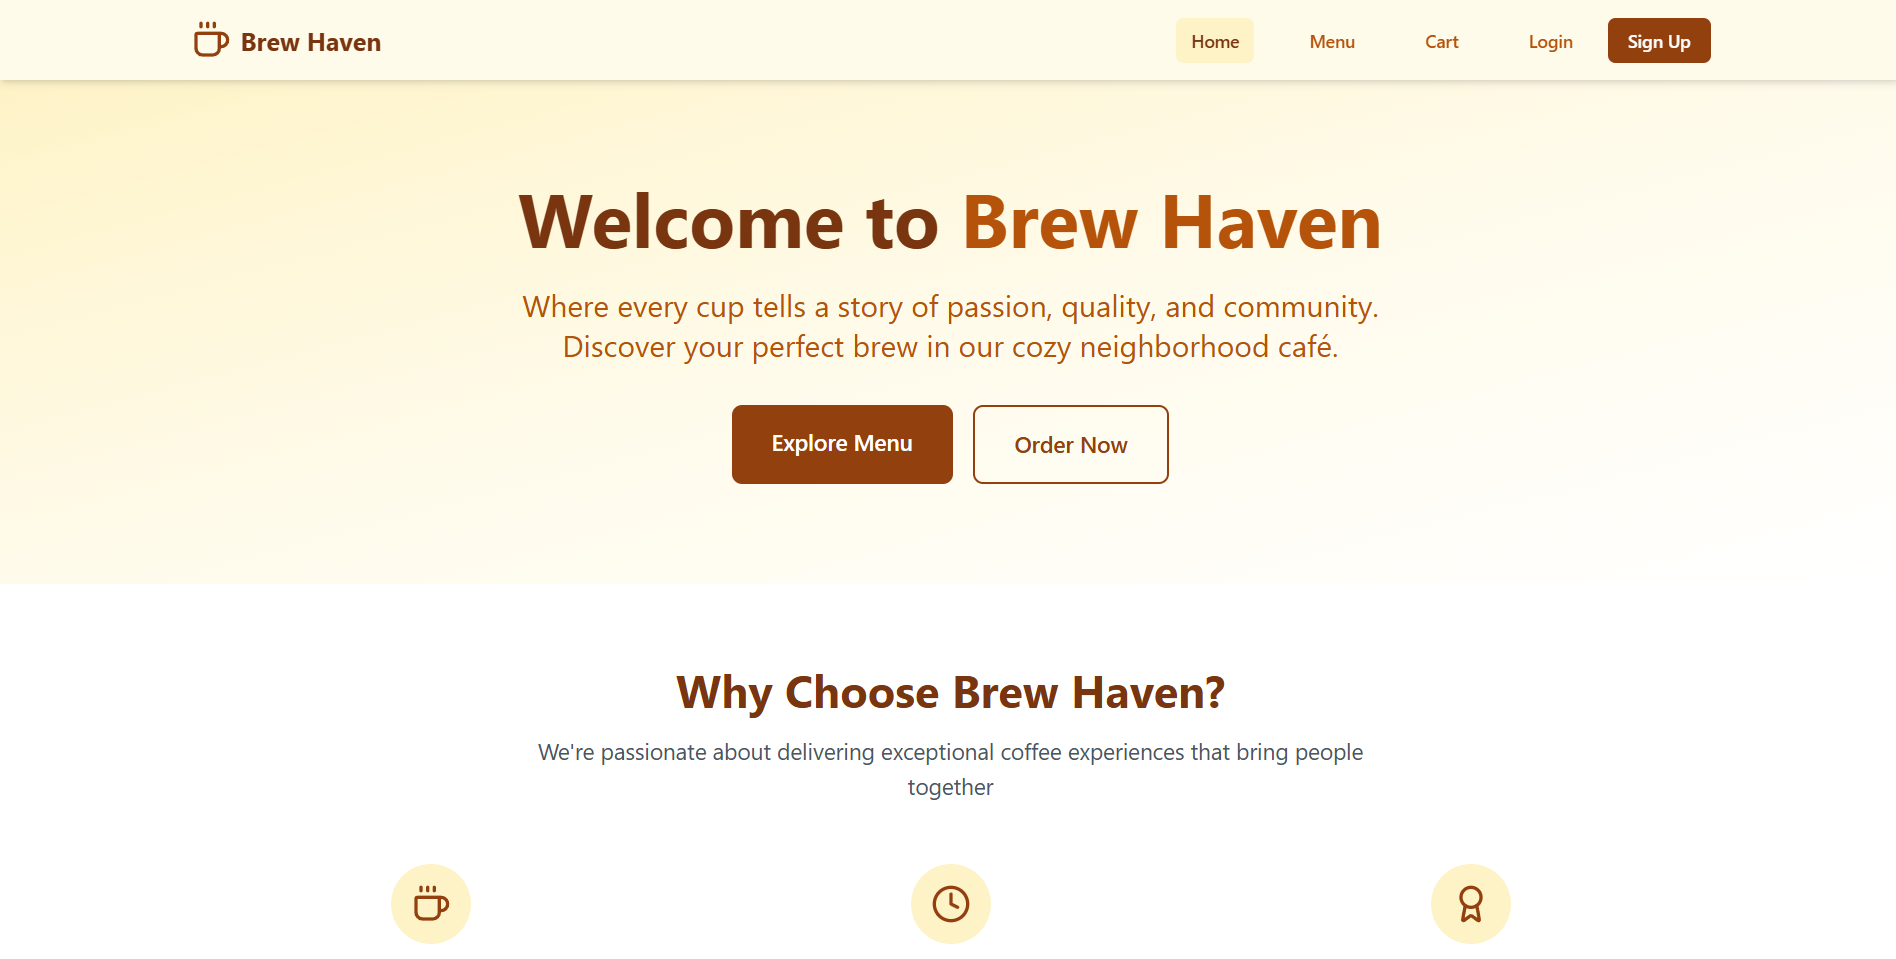 Brew Haven
Home
Menu
Cart
Login
Sign Up
Welcome to Brew Haven
Where every cup tells a story of passion, quality, and community.
Discover your perfect brew in our cozy neighborhood café.
Explore Menu
Order Now
Why Choose Brew Haven?
We're passionate about delivering exceptional coffee experiences that bring people
together